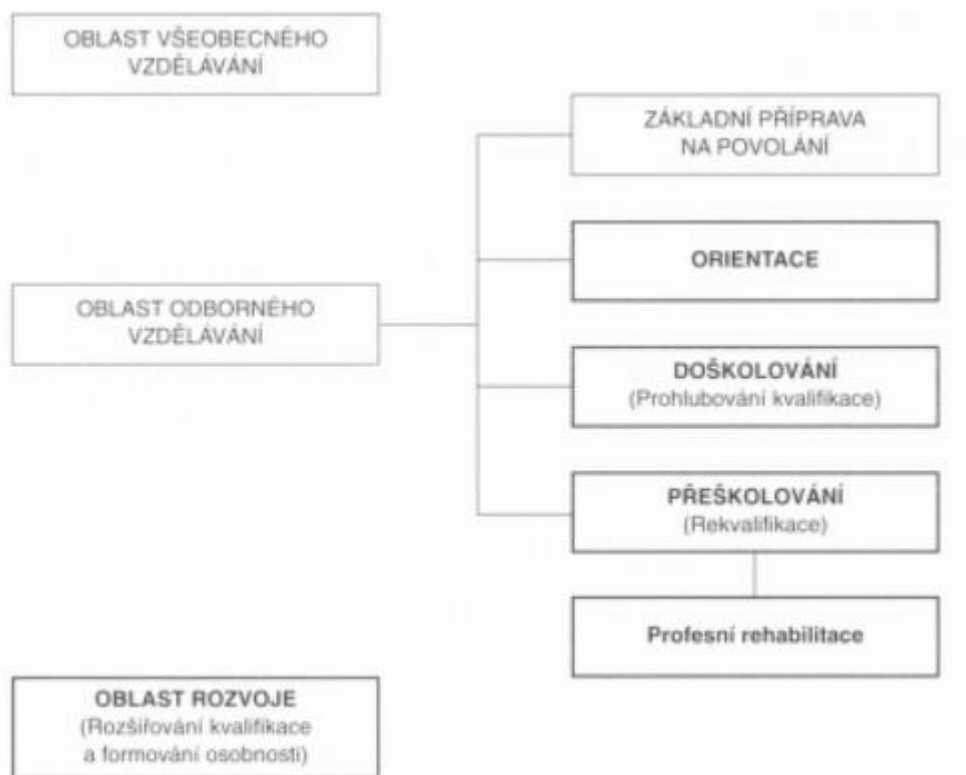 OBLAST VŠEOBECNÉHO
VZDĚLÁVÁNÍ
ZÁKLADNÍ PŘÍPRAVA
NA POVOLÁNÍ
ORIENTACE
OBLAST ODBORNÉHO
VZDĚLÁVÁNÍ
DOŠKOLOVÁNÍ
(Prohlubování kvalifikace)
PŘEŠKOLOVÁNÍ
(Rekvalifikace)
Profesní rehabilitace
OBLAST ROZVOJE
(Rozšiřování kvalifikace
a formování osobnosti)